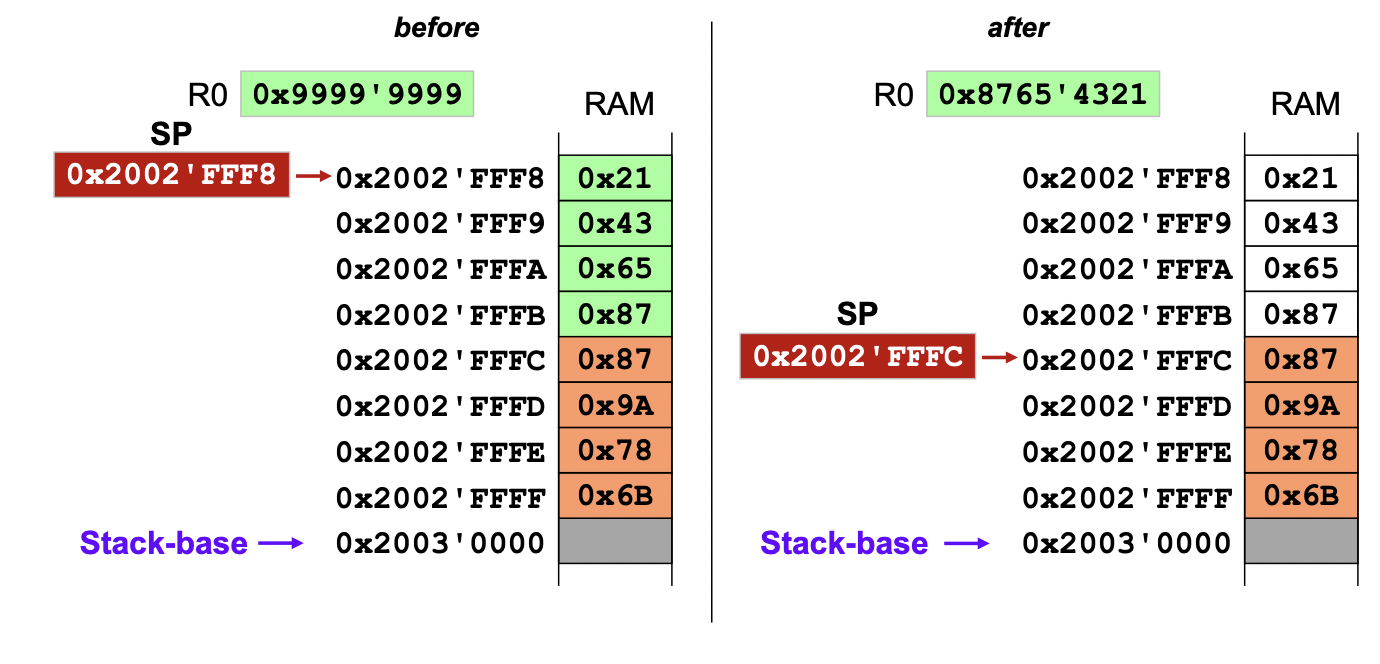 before
R0 0x9999'9999
RAM
SP
0x2002'FFF8
0x2002'FFF8 0x21
0x2002'FFF9 0x43
0x2002'FFFA 0x65
0x2002'FFFB 0x87
0x2002'FFFC 0x87
0x2002'FFFD 0x9A
0x2002'FFFE 0x78
0x2002'FFFF 0x6B
Stack-base 0x2003'0000
after
R0 0x8765'4321
RAM
0x2002'FFF8 0x21
0x2002'FFF9 0x43
0x2002'FFFA 0x65
0x2002'FFFB 0x87
SP
0x2002'FFFC
0x2002'FFFC 0x87
0x2002'FFFD 0x9A
0x2002'FFFE 0x78
0x2002'FFFF 0x6B
Stack-base 0x2003'0000